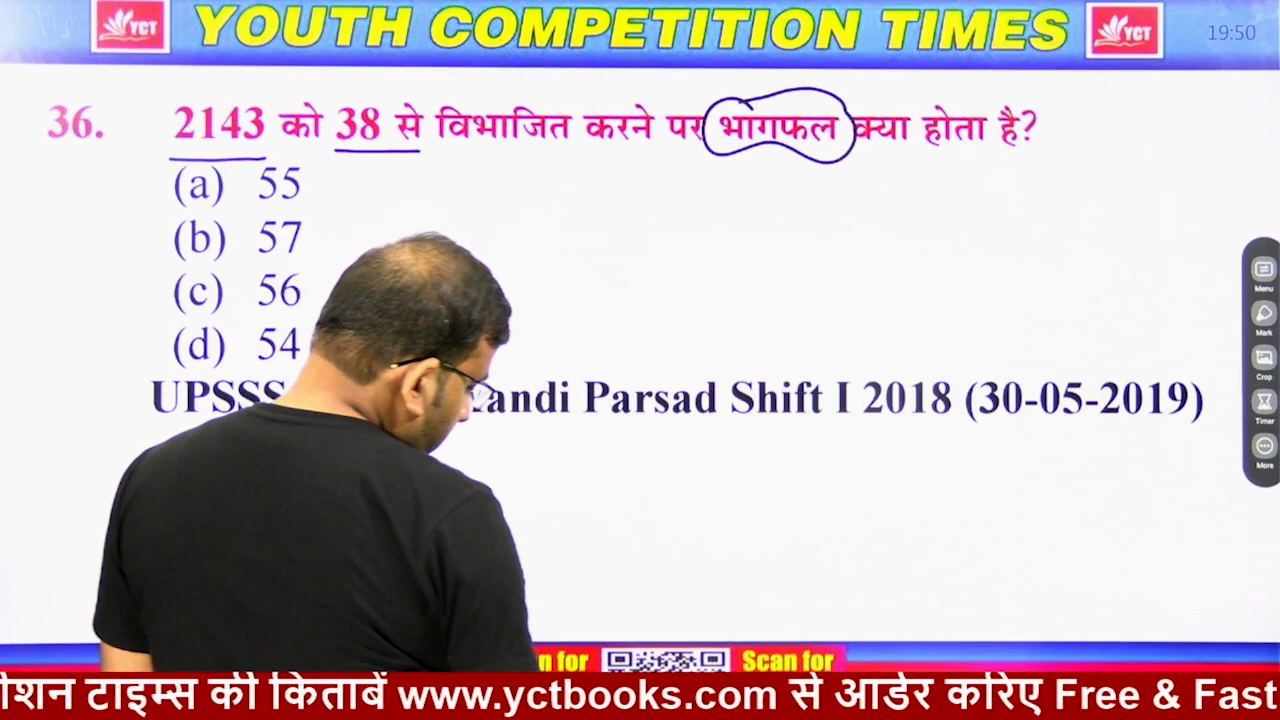 YCT YOUTH COMPETITION TIMES YCT 19:50
36. 2143 को 38 से विभाजित करने पर भागफल क्या होता है?
(a) 55
(b) 57
(c) 56
(d) 54
Menu
Mark
Crop
Timer
More
UPSSS andi Parsad Shift I 2018 (30-05-2019)
n for Scan for
शन टाइम्स की किताबें www.yctbooks.com से आर्डर करिए Free & Fast